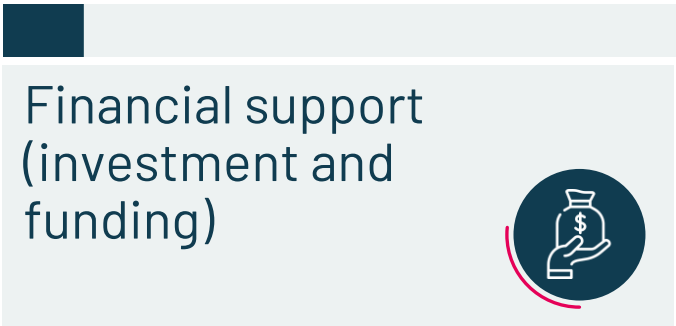 Financial support
(investment and
funding)
$